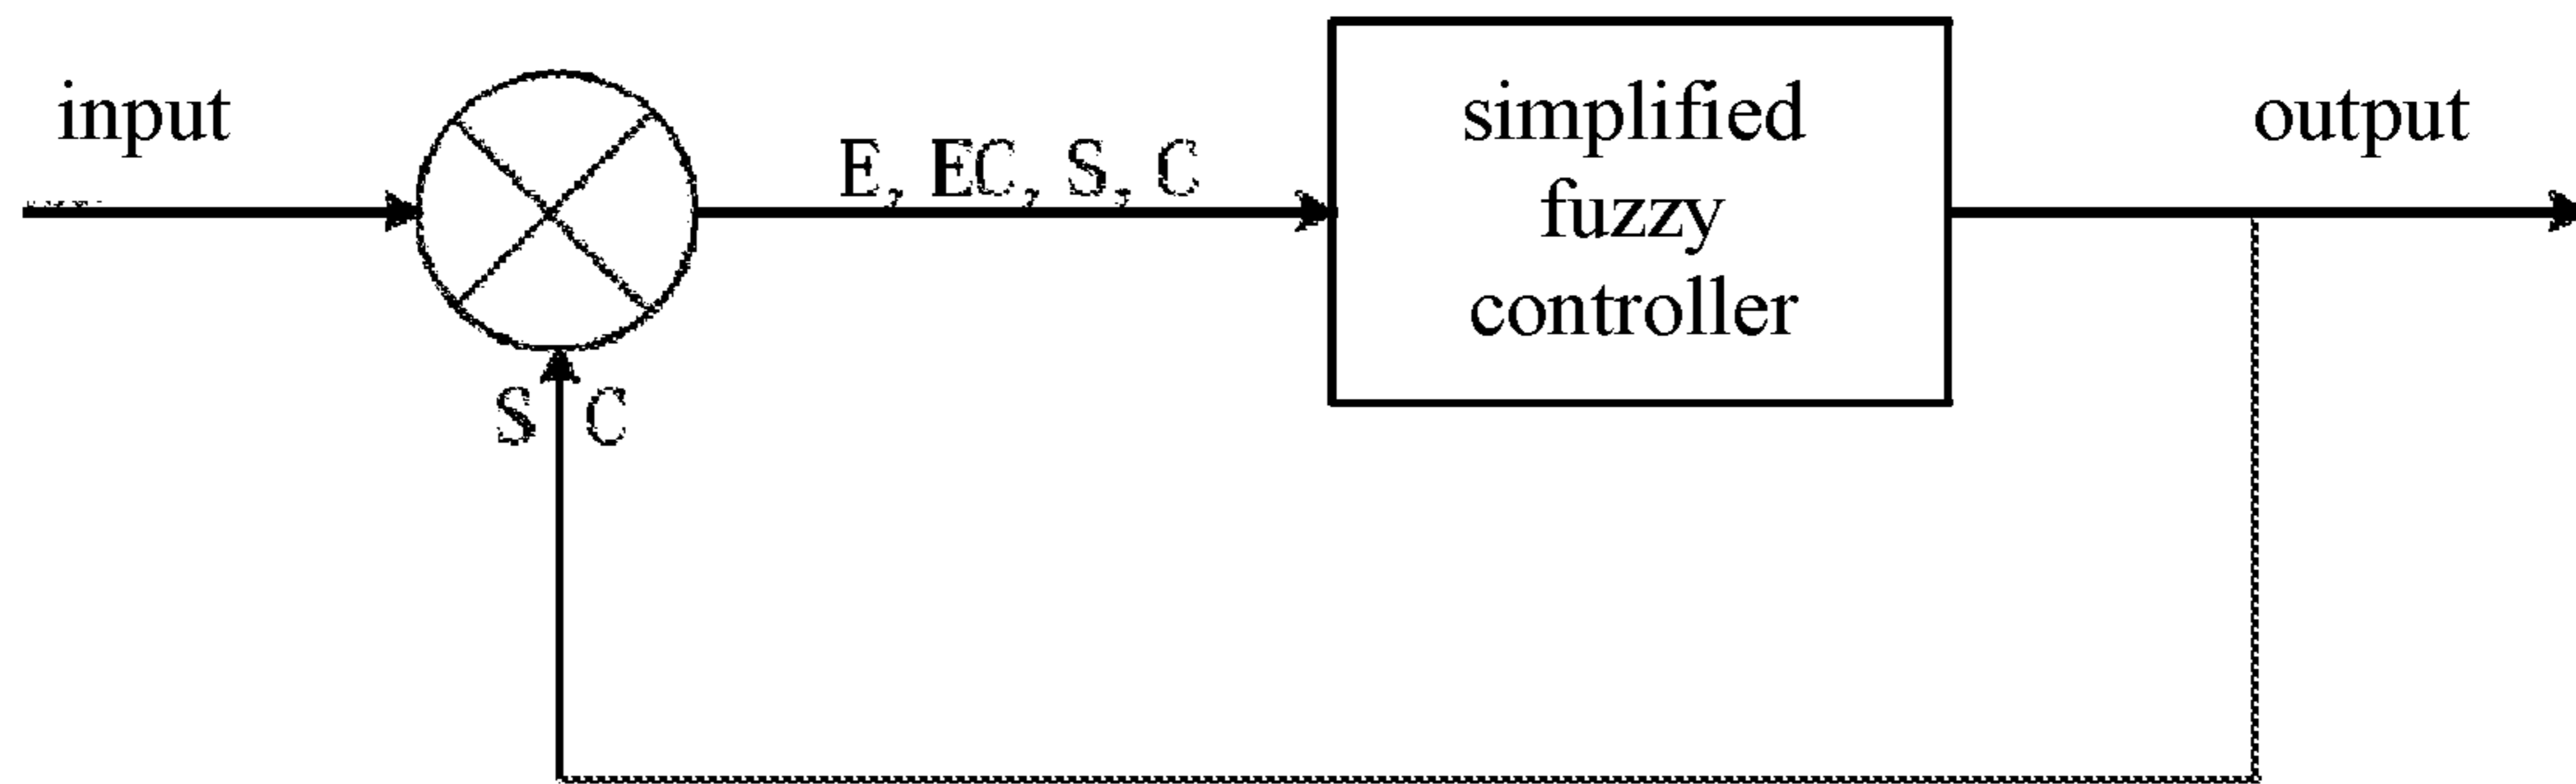 input
E, EC, S, C
simplified
fuzzy
controller
output
S C